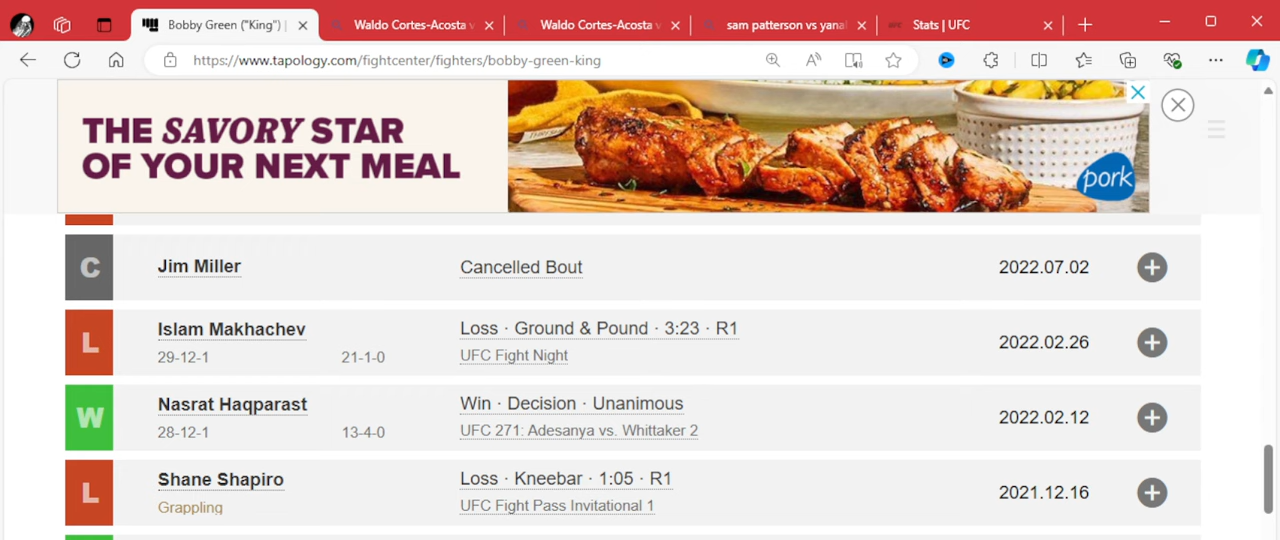 Bobby Green ("King") |
Waldo Cortes-Acosta v
Waldo Cortes-Acosta v
sam patterson vs yanal
Stats | UFC
https://www.tapology.com/fightcenter/fighters/bobby-green-king
THE SAVORY STAR
OF YOUR NEXT MEAL
pork
C
Jim Miller
Cancelled Bout
2022.07.02
L
Islam Makhachev
Loss · Ground & Pound · 3:23 · R1
29-12-1
21-1-0
UFC Fight Night
2022.02.26
W
Nasrat Haqparast
Win · Decision · Unanimous
28-12-1
13-4-0
UFC 271: Adesanya vs. Whittaker 2
2022.02.12
L
Shane Shapiro
Loss · Kneebar · 1:05 · R1
Grappling
UFC Fight Pass Invitational 1
2021.12.16